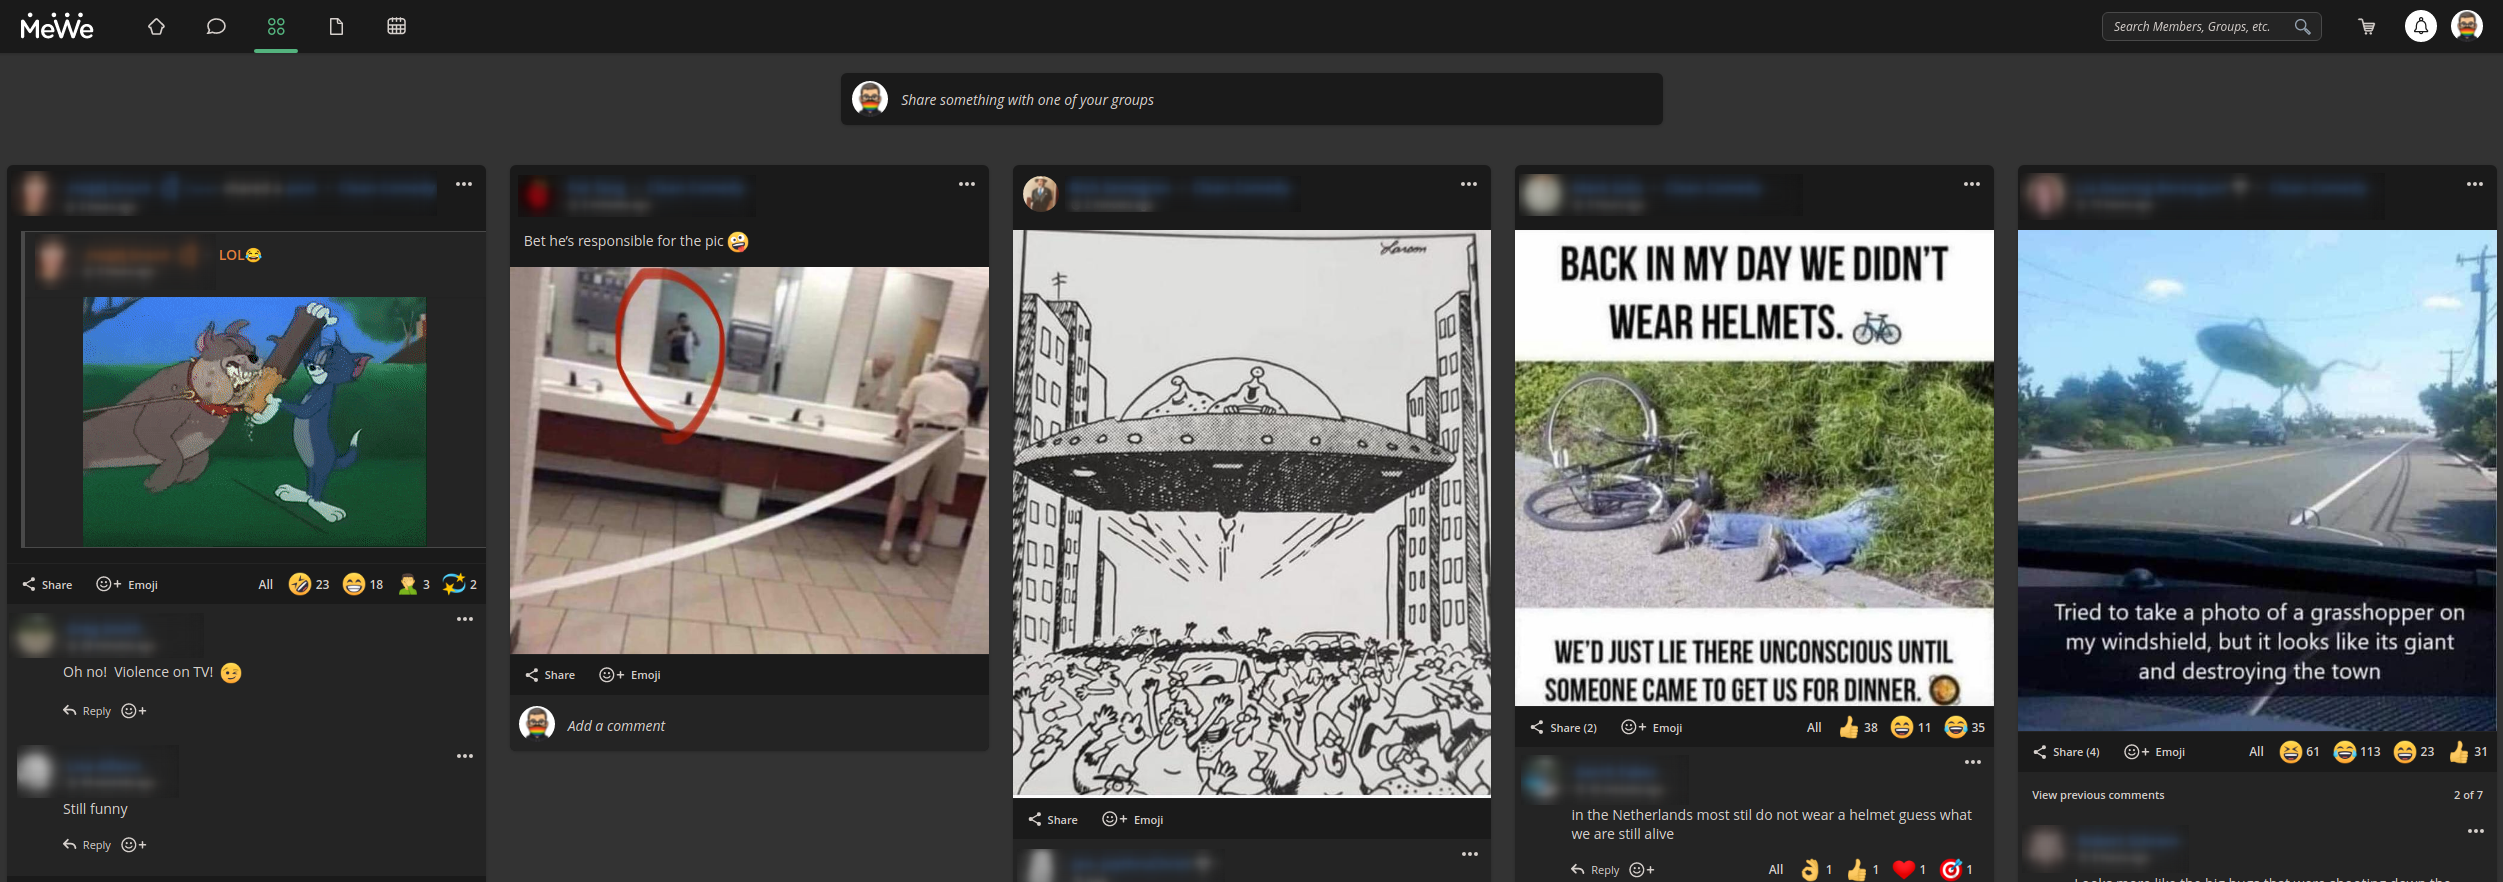 MeWe
Search Members, Groups, etc.
Share something with one of your groups
LOL😂
Share
Emoji
All
23
18
3
2
Oh no!  Violence on TV! 😏
Reply
Still funny
Reply
Bet he's responsible for the pic 🤪
Share
Emoji
Add a comment
Larson
Share
Emoji
BACK IN MY DAY WE DIDN'T
WEAR HELMETS. 🚲
WE'D JUST LIE THERE UNCONSCIOUS UNTIL
SOMEONE CAME TO GET US FOR DINNER.
Share (2)
Emoji
All
38
11
35
in the Netherlands most stil do not wear a helmet guess what
we are still alive
Reply
All
1
1
1
1
Tried to take a photo of a grasshopper on
my windshield, but it looks like its giant
and destroying the town
Share (4)
Emoji
All
61
113
23
31
View previous comments
2 of 7